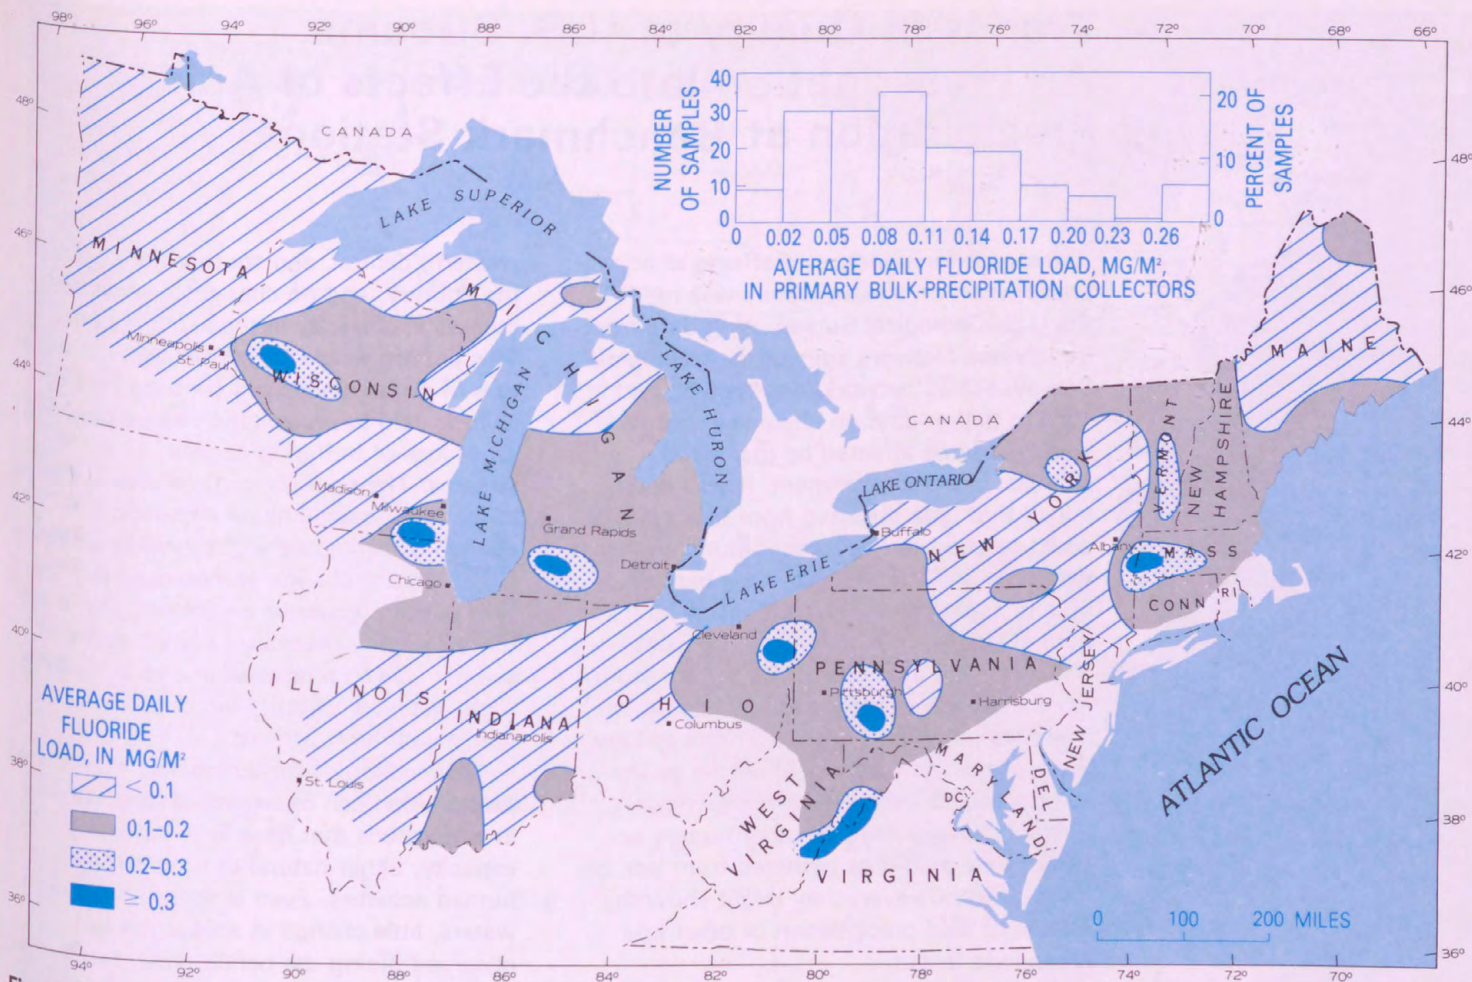 98° 96° 94° 92° 90° 88° 86° 84° 82° 80° 78° 76° 74° 72° 70° 68° 66°
48°
46°
44°
42°
40°
38°
36°
48°
46°
44°
42°
40°
38°
36°
94° 92° 90° 88° 86° 84° 82° 80° 78° 76° 74° 72° 70°
CANADA
LAKE SUPERIOR
MINNESOTA
Minneapolis
St. Paul
WISCONSIN
MICHIGAN
LAKE MICHIGAN
LAKE HURON
Madison
Milwaukee
Grand Rapids
Chicago
Detroit
CANADA
LAKE ONTARIO
LAKE ERIE
Buffalo
NEW YORK
Albany
VERMONT
NEW HAMPSHIRE
MAINE
MASS
CONN
RI
Cleveland
PENNSYLVANIA
Pittsburgh
Harrisburg
NEW JERSEY
ILLINOIS
INDIANA
Indianapolis
OHIO
Columbus
St. Louis
WEST VIRGINIA
MARYLAND
DC
DEL
VIRGINIA
ATLANTIC OCEAN
NUMBER
OF SAMPLES
40
30
20
10
0
20
10
0
PERCENT OF
SAMPLES
0 0.02 0.05 0.08 0.11 0.14 0.17 0.20 0.23 0.26
AVERAGE DAILY FLUORIDE LOAD, MG/M²,
IN PRIMARY BULK-PRECIPITATION COLLECTORS
AVERAGE DAILY
FLUORIDE
LOAD, IN MG/M²
< 0.1
0.1–0.2
0.2–0.3
≥ 0.3
0 100 200 MILES